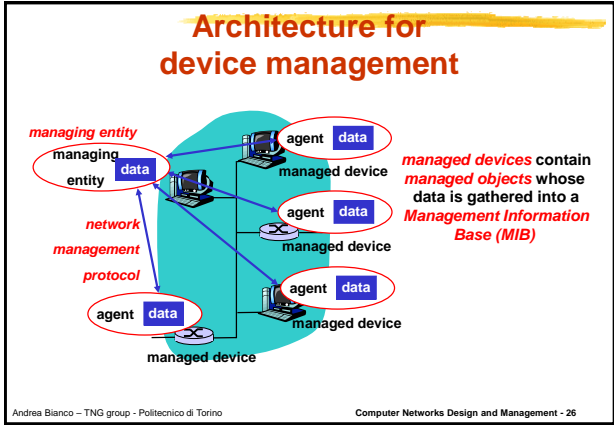 Architecture for
device management
managing entity
managing
entity
data
network
management
protocol
agent data
managed device
agent data
managed device
agent data
managed device
agent data
managed device
managed devices contain
managed objects whose
data is gathered into a
Management Information
Base (MIB)
Andrea Bianco – TNG group - Politecnico di Torino
Computer Networks Design and Management - 26